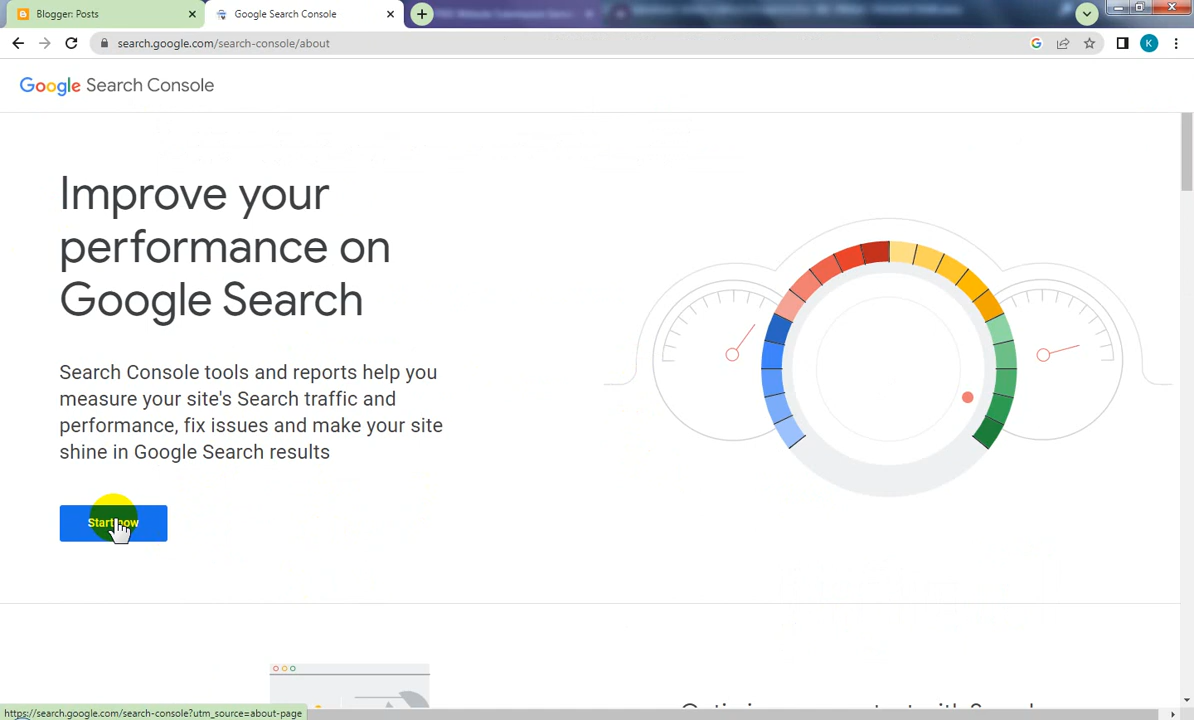 Blogger: Posts
Google Search Console
search.google.com/search-console/about
K
Google Search Console
Improve your
performance on
Google Search
Search Console tools and reports help you
measure your site's Search traffic and
performance, fix issues and make your site
shine in Google Search results
Start now
https://search.google.com/search-console?utm_source=about-page